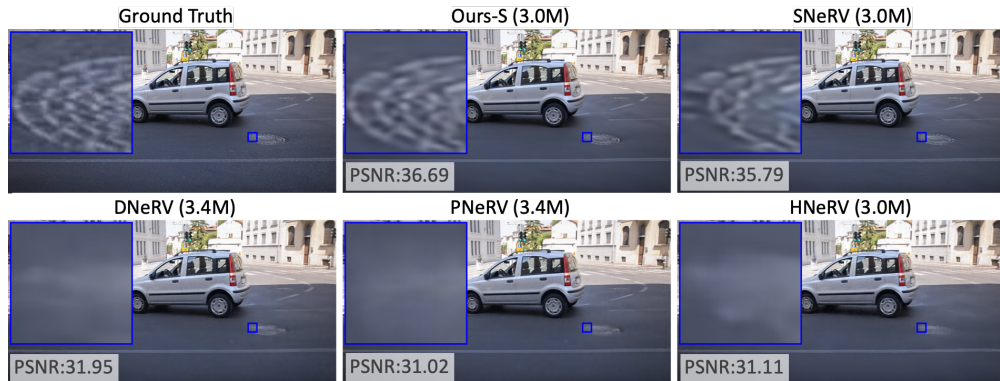 Ground Truth
Ours-S (3.0M)
SNeRV (3.0M)
PSNR:36.69
PSNR:35.79
DNeRV (3.4M)
PNeRV (3.4M)
HNeRV (3.0M)
PSNR:31.95
PSNR:31.02
PSNR:31.11